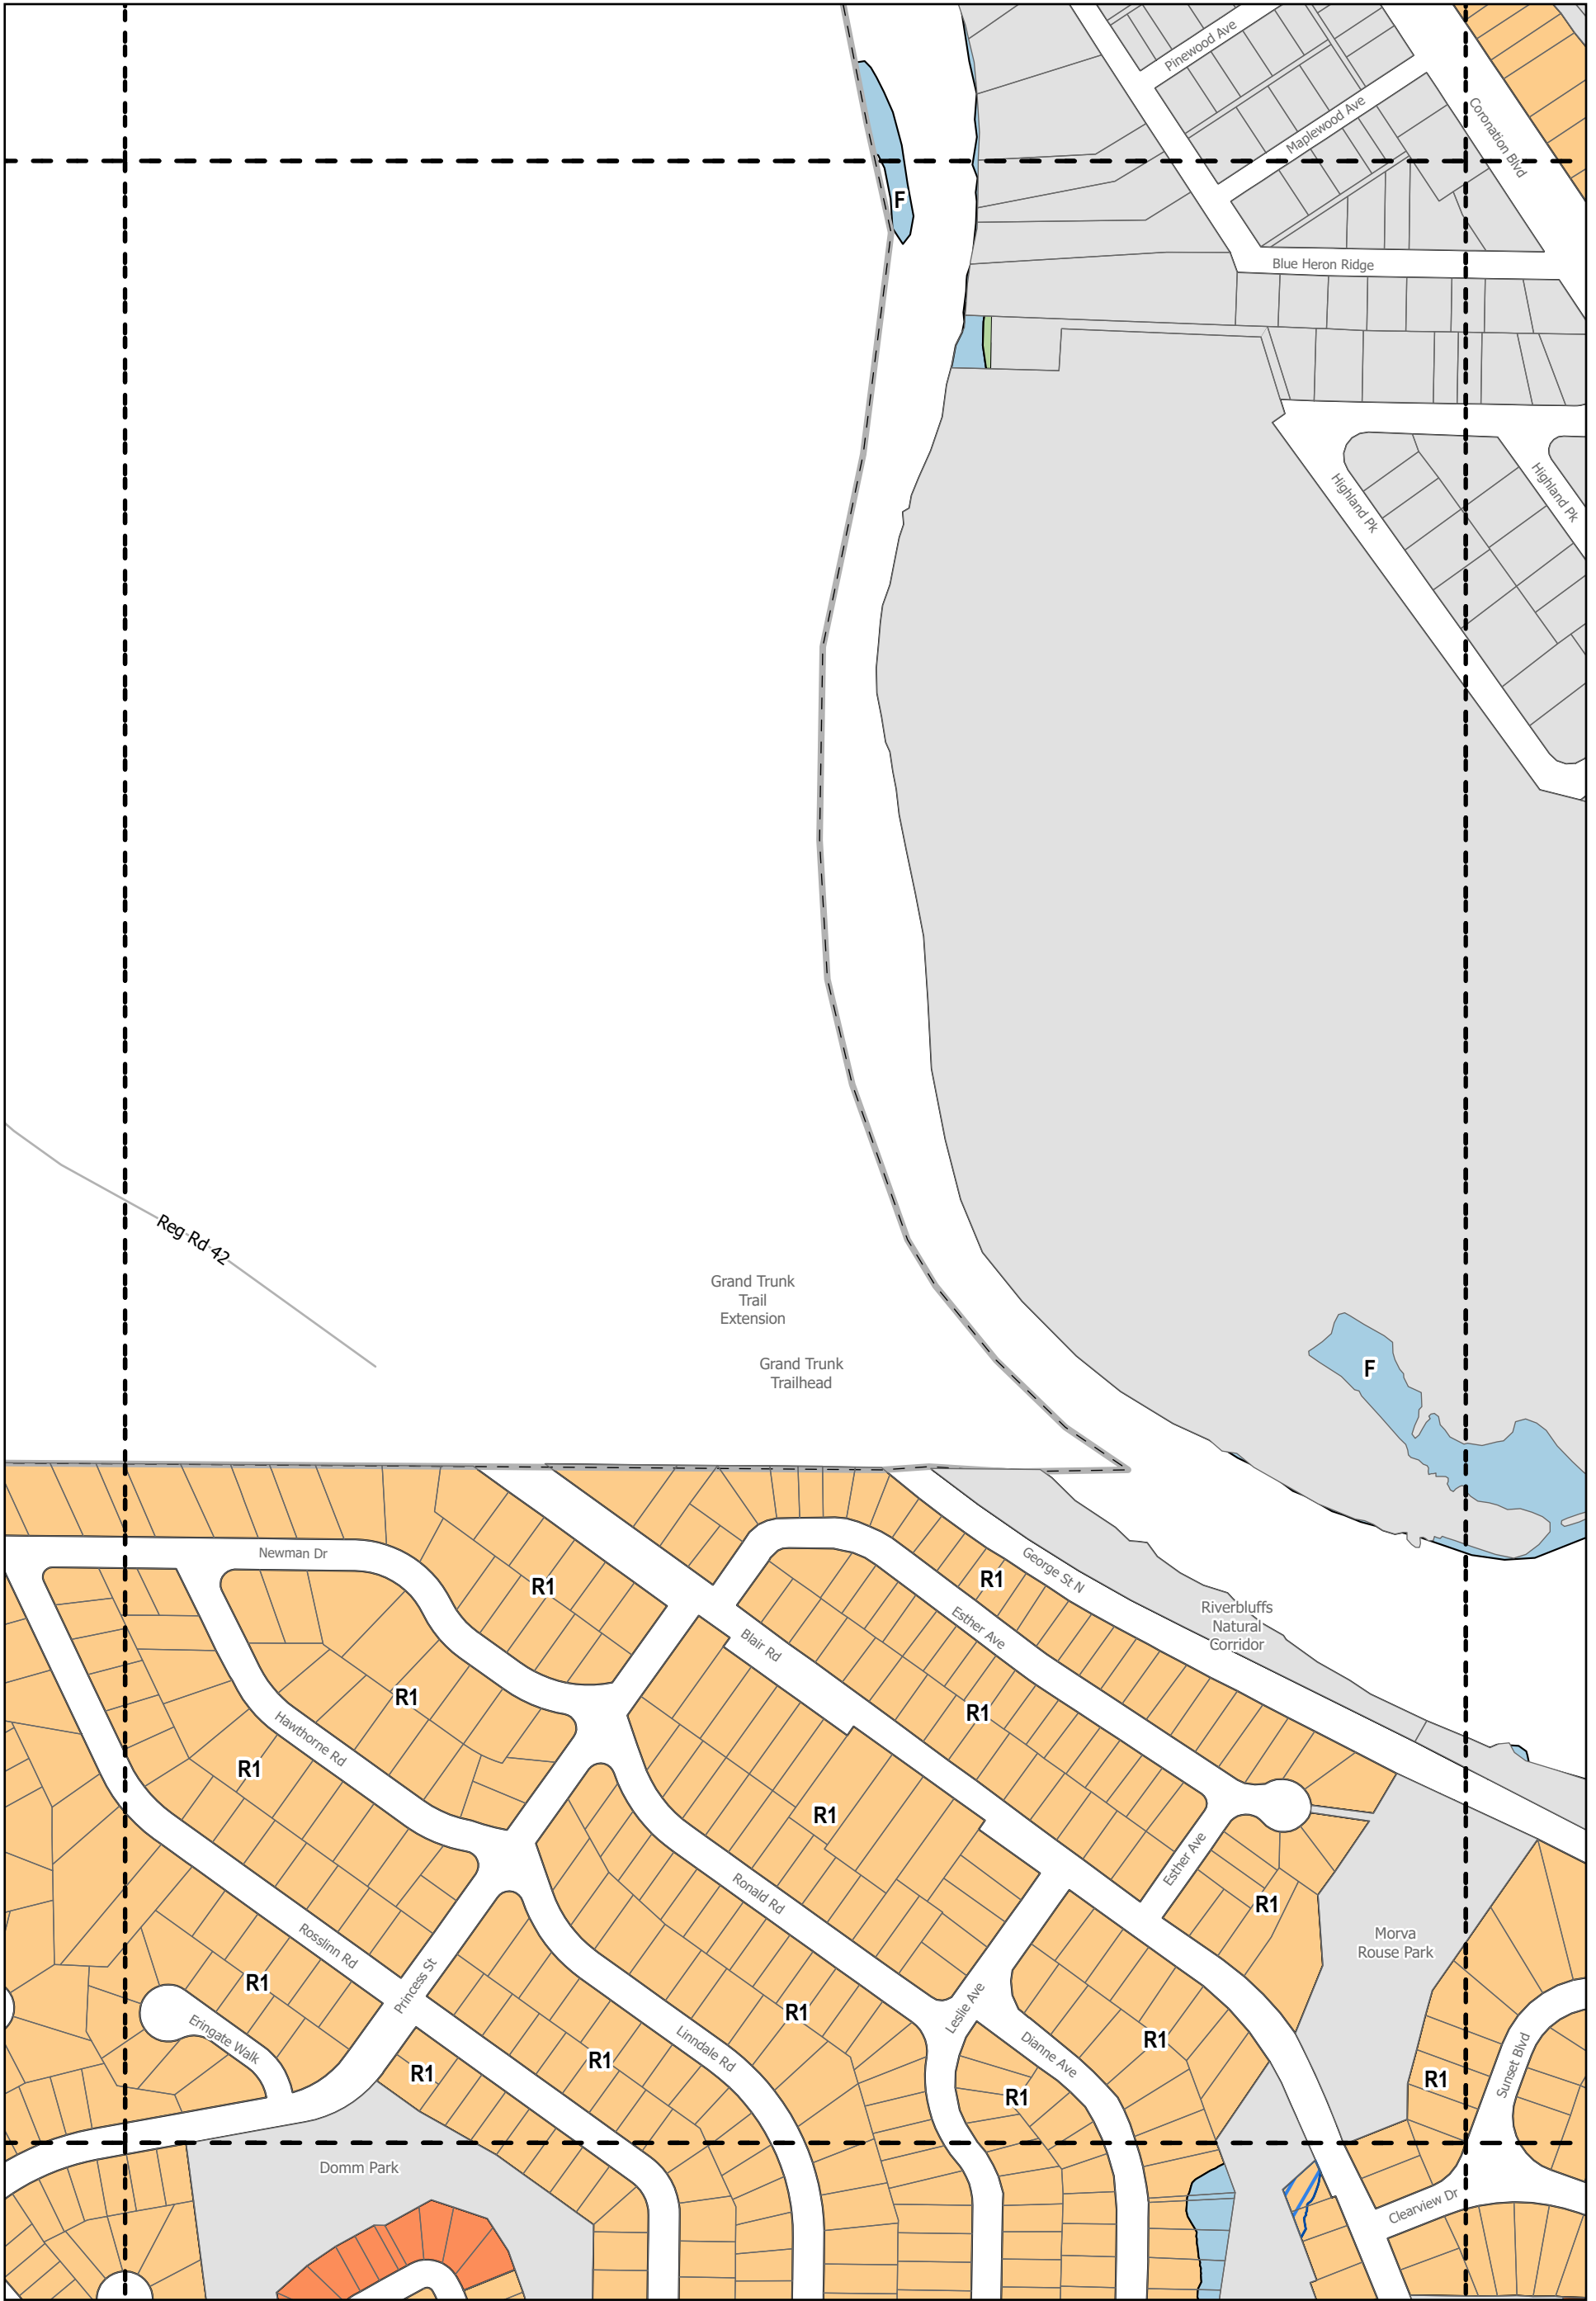 Pinewood Ave
Maplewood Ave
Coronation Blvd
F
Blue Heron Ridge
Highland Pk
Highland Pk
Reg Rd 42
Grand Trunk
Trail
Extension
Grand Trunk
Trailhead
F
Newman Dr
R1
R1
George St N
Riverbluffs
Natural
Corridor
Esther Ave
Blair Rd
R1
R1
Hawthorne Rd
R1
R1
Esther Ave
Ronald Rd
R1
Morva
Rouse Park
Rosslinn Rd
R1
Princess St
Leslie Ave
R1
Eringate Walk
Linndale Rd
R1
R1
Dianne Ave
R1
R1
R1
Sunset Blvd
Domm Park
Clearview Dr